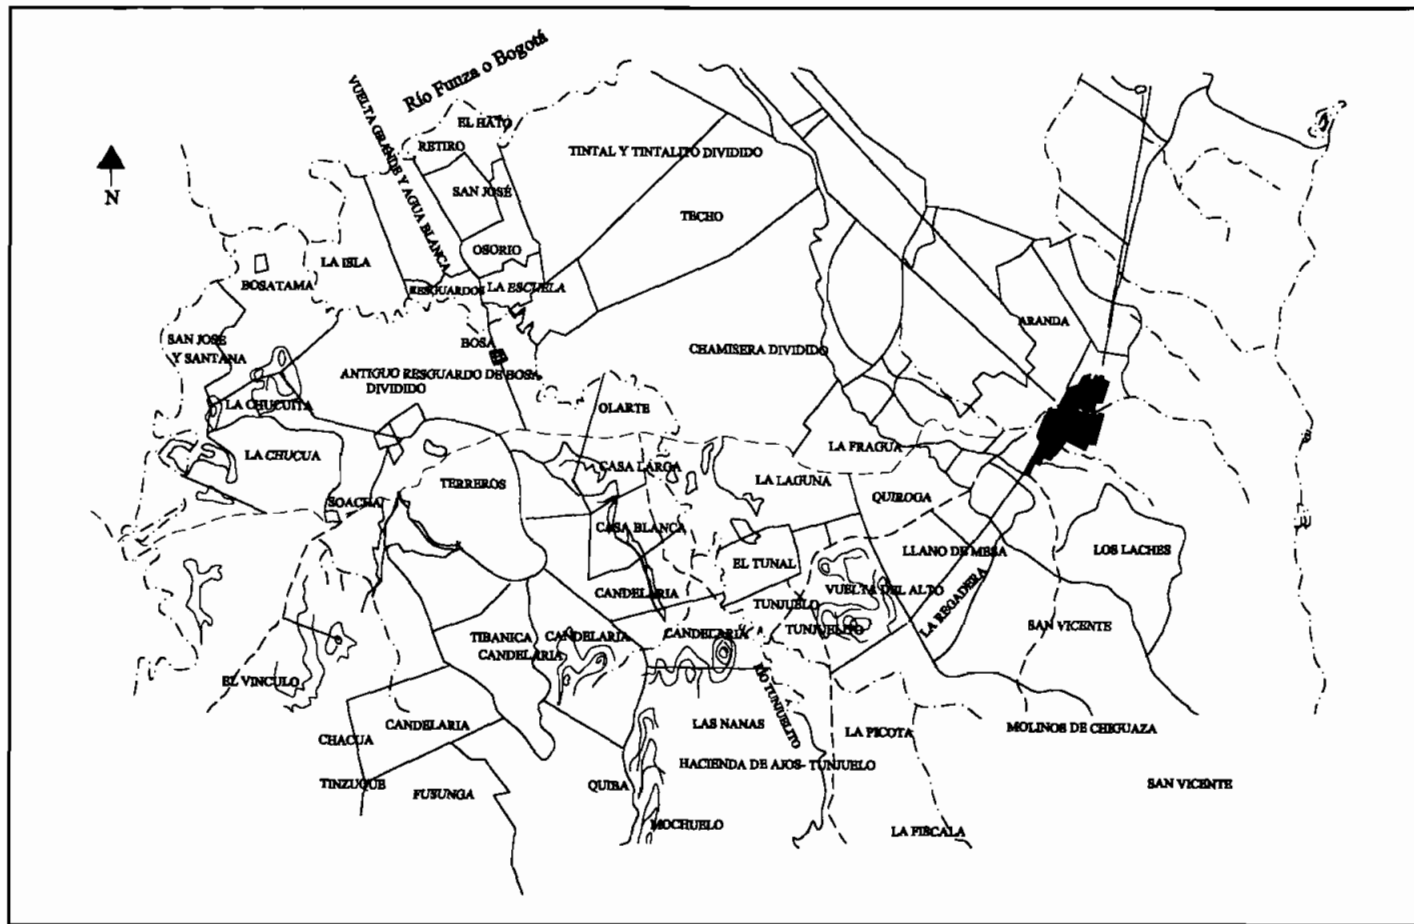 Río Funza o Bogotá
VUELTA GRANDE Y AGUA BLANCA
EL HATO
RETIRO
TINTAL Y TINTALITO DIVIDIDO
N
SAN JOSÉ
TECHO
OSORIO
LA ISLA
BOSATAMA
RESGUARDOS
LA ESCUELA
ARANDA
SAN JOSE
Y SANTANA
BOSA
CHAMISERA DIVIDIDO
ANTIGUO RESGUARDO DE BOSA
DIVIDIDO
LA CHUCUITA
OLARTE
LA FRAGUA
LA CHUCUA
CASA LARGA
TERREROS
LA LAGUNA
QUIROGA
SOACHA
CASA BLANCA
LLANO DE MESA
LOS LACHES
EL TUNAL
CANDELARIA
VUELTA DEL ALTO
TUNJUELO
LA REGADERA
TUNJUELITO
SAN VICENTE
TIBANICA
CANDELARIA
CANDELARIA
CANDELARIA
EL VINCULO
RÍO TUNJUELITO
CANDELARIA
LAS NANAS
LA PICOTA
MOLINOS DE CHIGUAZA
CHACUA
HACIENDA DE AJOS- TUNJUELO
TINZUQUE
FUSUNGA
QUIBA
SAN VICENTE
MOCHUELO
LA FISCALA